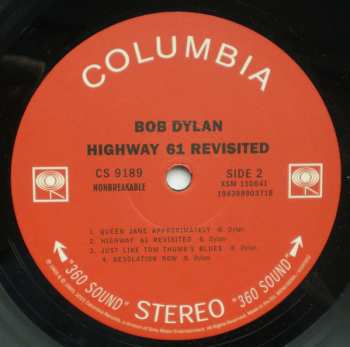 COLUMBIA
BOB DYLAN
HIGHWAY 61 REVISITED
CS 9189
NONBREAKABLE
SIDE 2
XSM 110641
194398903718
1. QUEEN JANE APPROXIMATELY B. Dylan
2. HIGHWAY 61 REVISITED B. Dylan
3. JUST LIKE TOM THUMB'S BLUES B. Dylan
4. DESOLATION ROW B. Dylan
"360 SOUND" STEREO "360 SOUND"